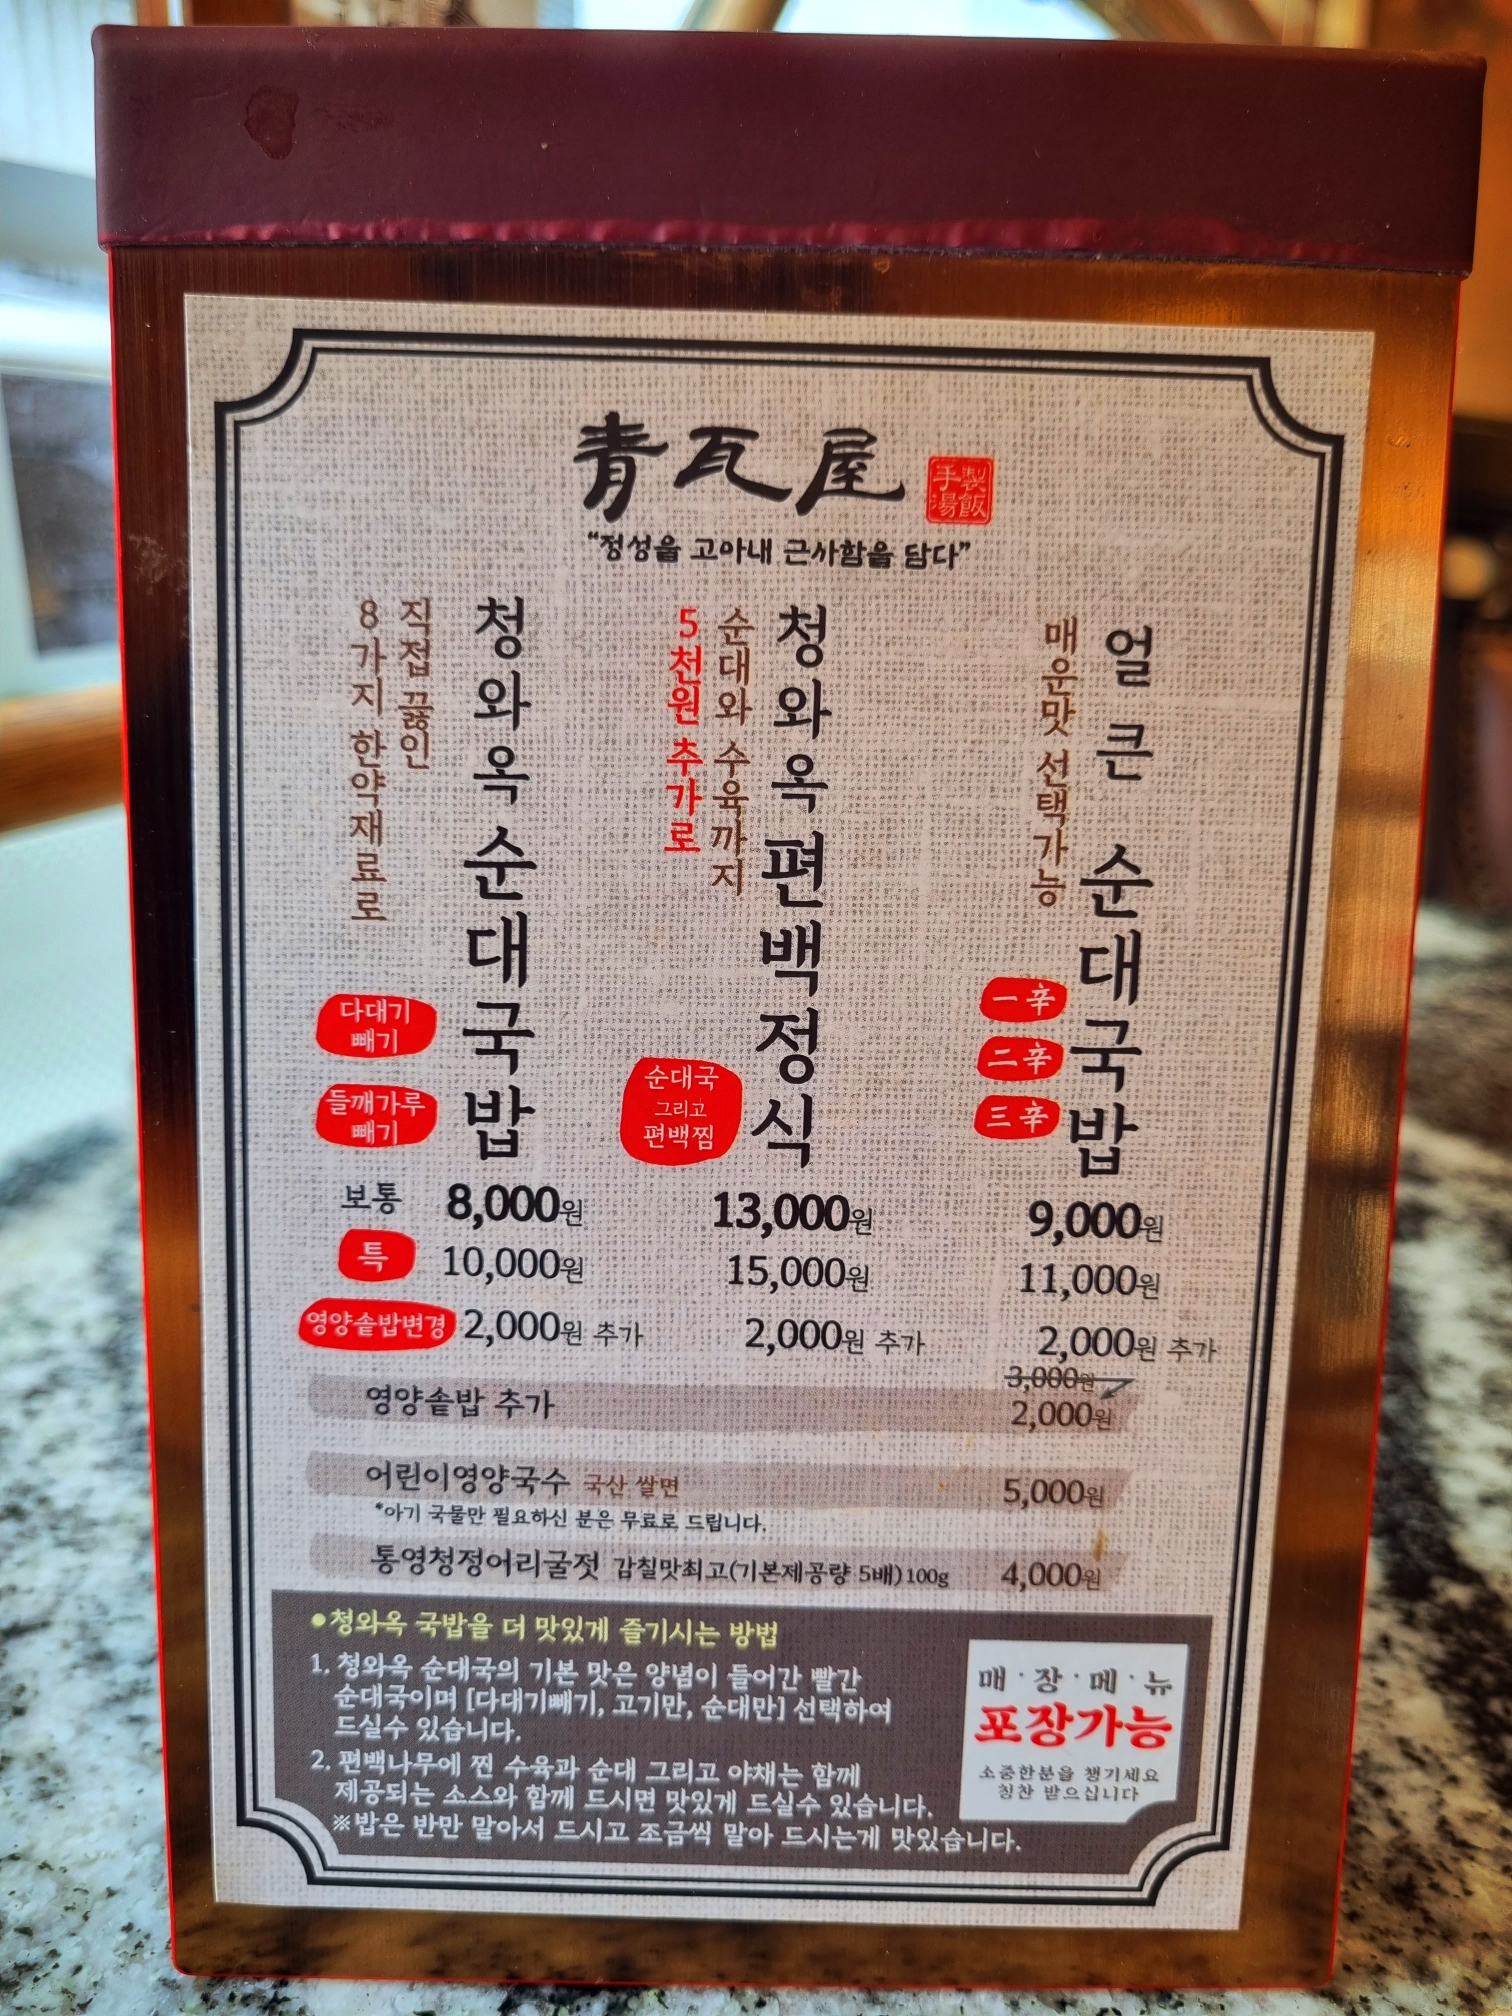 靑瓦屋
手製
湯飯
“정성을 고아내 근사함을 담다”
청와옥 순대국밥
직접 끓인
8가지 한약재료로
다대기
빼기
들깨가루
빼기
청와옥 편백정식
순대와 수육까지
5천원 추가로
순대국
그리고
편백찜
얼큰 순대국밥
매운맛 선택가능
一辛
二辛
三辛
보통 8,000원 13,000원 9,000원
특 10,000원 15,000원 11,000원
영양솥밥변경 2,000원 추가 2,000원 추가 2,000원 추가
3,000원
영양솥밥 추가 2,000원
어린이영양국수 국산 쌀면 5,000원
*아기 국물만 필요하신 분은 무료로 드립니다.
통영청정어리굴젓 감칠맛최고(기본제공량 5배)100g 4,000원
●청와옥 국밥을 더 맛있게 즐기시는 방법
1. 청와옥 순대국의 기본 맛은 양념이 들어간 빨간
순대국이며 [다대기빼기, 고기만, 순대만] 선택하여
드실수 있습니다.
2. 편백나무에 찐 수육과 순대 그리고 야채는 함께
제공되는 소스와 함께 드시면 맛있게 드실수 있습니다.
※밥은 반만 말아서 드시고 조금씩 말아 드시는게 맛있습니다.
매·장·메·뉴
포장가능
소중한분을 챙기세요
칭찬 받으십니다